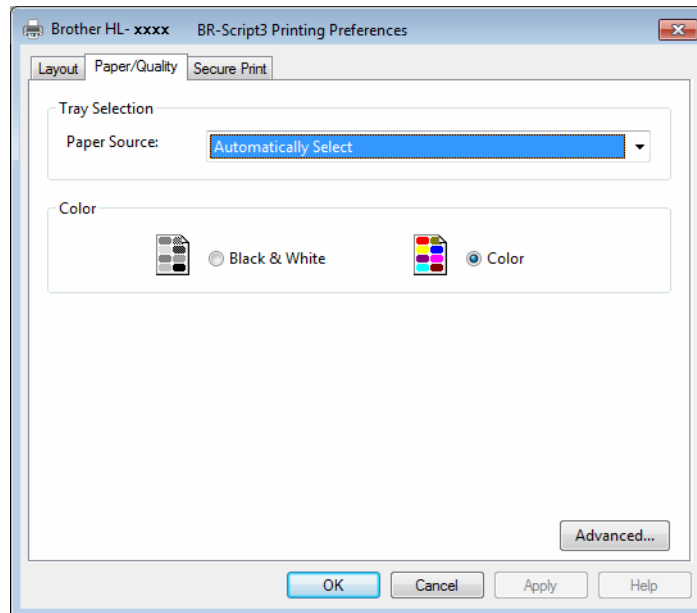 Brother HL- xxxx BR-Script3 Printing Preferences
Layout Paper/Quality Secure Print
Tray Selection
Paper Source: Automatically Select
Color
Black & White Color
Advanced...
OK Cancel Apply Help